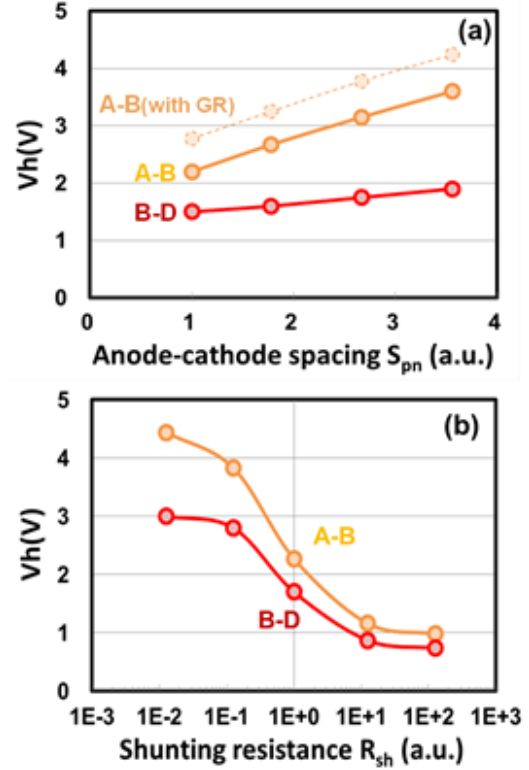 (a)
5
4
3
2
1
0
Vh(V)
A-B(with GR)
A-B
B-D
0 1 2 3 4
Anode-cathode spacing Spn (a.u.)
(b)
5
4
3
2
1
0
Vh(V)
A-B
B-D
1E-3 1E-2 1E-1 1E+0 1E+1 1E+2 1E+3
Shunting resistance Rsh (a.u.)